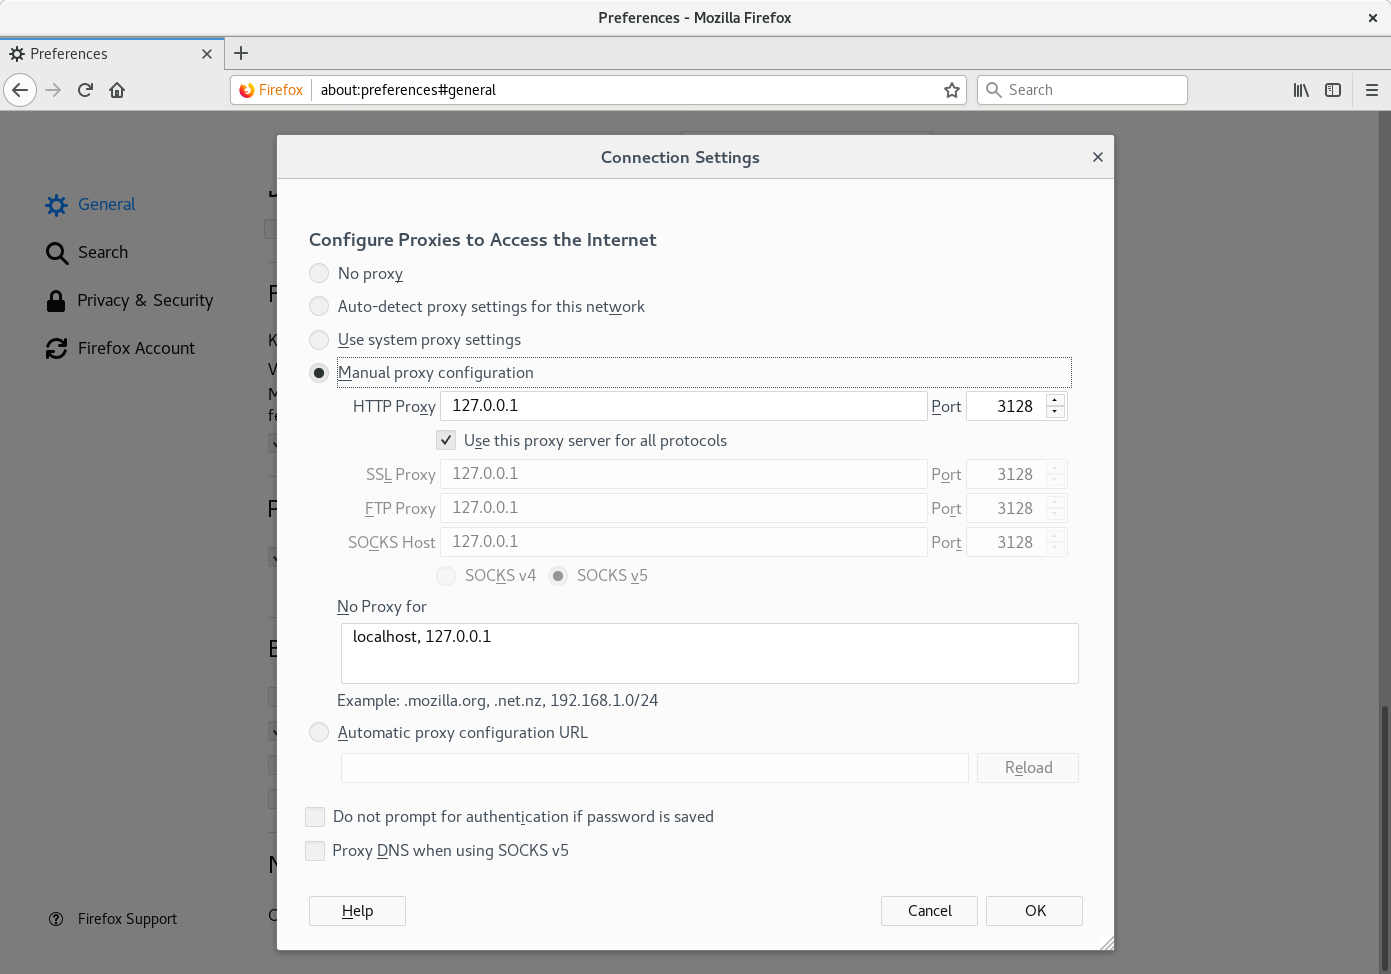 Preferences - Mozilla Firefox
Preferences
Firefox about:preferences#general Search
Connection Settings
General
Search
Privacy & Security
Firefox Account
Configure Proxies to Access the Internet
No proxy
Auto-detect proxy settings for this network
Use system proxy settings
Manual proxy configuration
HTTP Proxy 127.0.0.1 Port 3128
Use this proxy server for all protocols
SSL Proxy 127.0.0.1 Port 3128
FTP Proxy 127.0.0.1 Port 3128
SOCKS Host 127.0.0.1 Port 3128
SOCKS v4 SOCKS v5
No Proxy for
localhost, 127.0.0.1
Example: .mozilla.org, .net.nz, 192.168.1.0/24
Automatic proxy configuration URL
Reload
Do not prompt for authentication if password is saved
Proxy DNS when using SOCKS v5
Help Cancel OK
Firefox Support